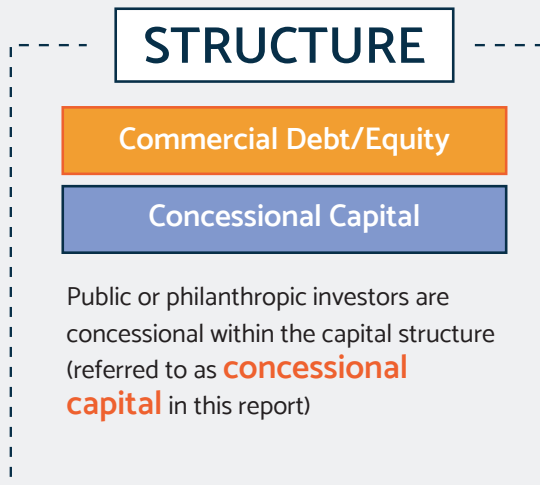 STRUCTURE
Commercial Debt/Equity
Concessional Capital
Public or philanthropic investors are
concessional within the capital structure
(referred to as concessional
capital in this report)